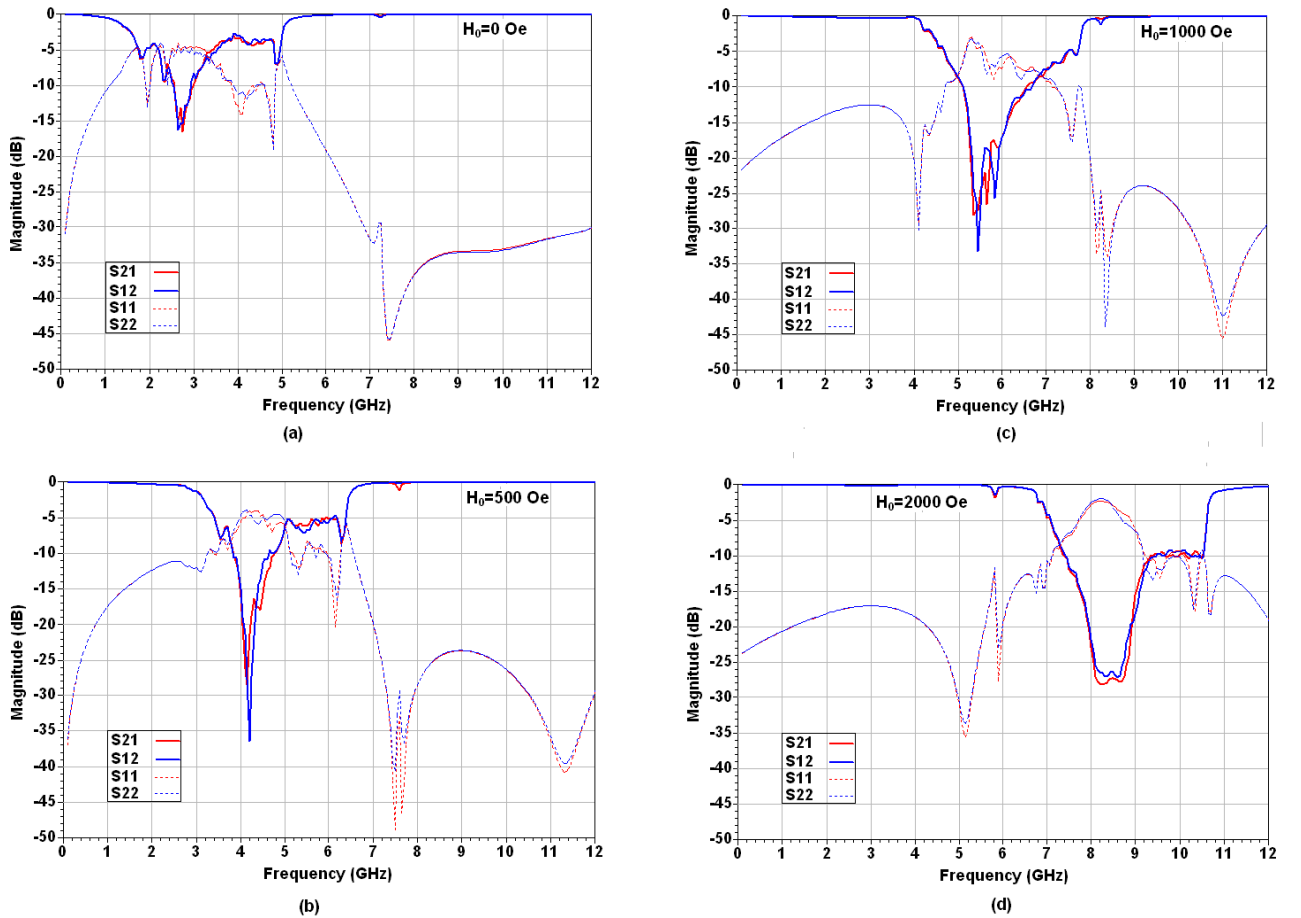 H₀=0 Oe
0
-5
-10
-15
-20
-25
-30
-35
-40
-45
-50
Magnitude (dB)
S21
S12
S11
S22
0 1 2 3 4 5 6 7 8 9 10 11 12
Frequency (GHz)
(a)
H₀=1000 Oe
0
-5
-10
-15
-20
-25
-30
-35
-40
-45
-50
Magnitude (dB)
S21
S12
S11
S22
0 1 2 3 4 5 6 7 8 9 10 11 12
Frequency (GHz)
(c)
H₀=500 Oe
0
-5
-10
-15
-20
-25
-30
-35
-40
-45
-50
Magnitude (dB)
S21
S12
S11
S22
0 1 2 3 4 5 6 7 8 9 10 11 12
Frequency (GHz)
(b)
H₀=2000 Oe
0
-5
-10
-15
-20
-25
-30
-35
-40
-45
-50
Magnitude (dB)
S21
S12
S11
S22
0 1 2 3 4 5 6 7 8 9 10 11 12
Frequency (GHz)
(d)